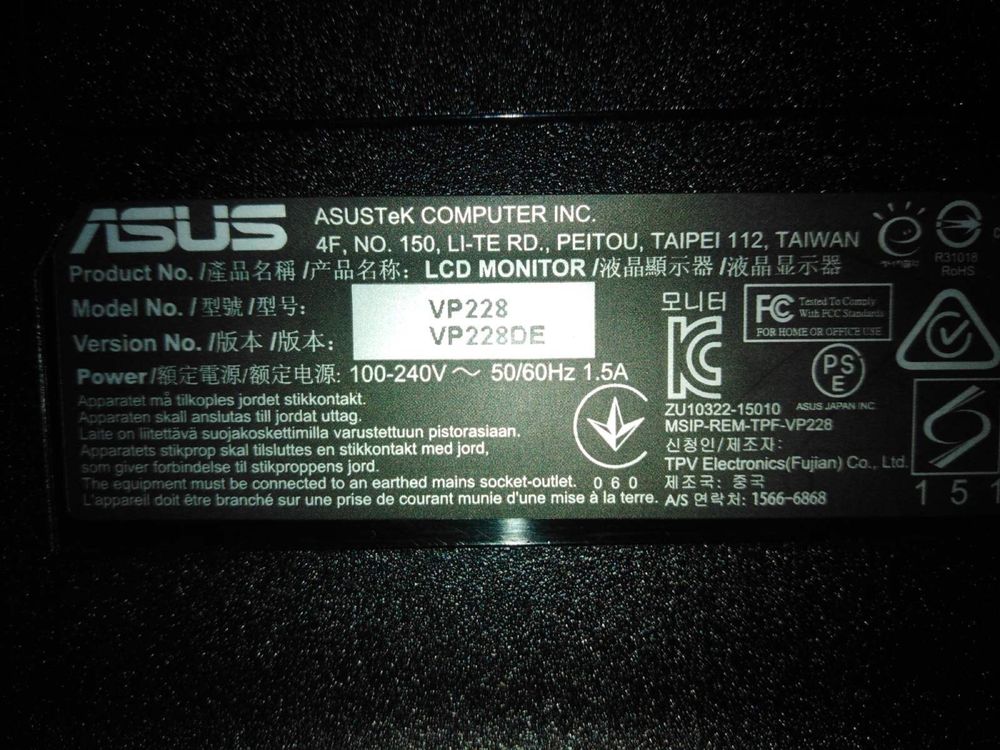 ASUS
ASUSTeK COMPUTER INC.
4F, NO. 150, LI-TE RD., PEITOU, TAIPEI 112, TAIWAN
Product No. /產品名稱 /产品名称: LCD MONITOR /液晶顯示器 /液晶显示器
Model No. / 型號 /型号: VP228
Version No. /版本 /版本: VP228DE
Power/額定電源/额定电源: 100-240V ~ 50/60Hz 1.5A
Apparatet må tilkoples jordet stikkontakt.
Apparaten skall anslutas till jordat uttag.
Laite on liitettävä suojakoskettimilla varustettuun pistorasiaan.
Apparatets stikprop skal tilsluttes en stikkontakt med jord,
som giver forbindelse til stikproppens jord.
The equipment must be connected to an earthed mains socket-outlet.
L'appareil doit être branché sur une prise de courant munie d'une mise à la terre.
060
모니터
ZU10322-15010
MSIP-REM-TPF-VP228
신청인/제조자:
TPV Electronics(Fujian) Co., Ltd.
제조국: 중국
A/S 연락처: 1566-6868
FC Tested To Comply
With FCC Standards
FOR HOME OR OFFICE USE
PS
E
ASUS JAPAN INC.
R31018
RoHS
1 5 1